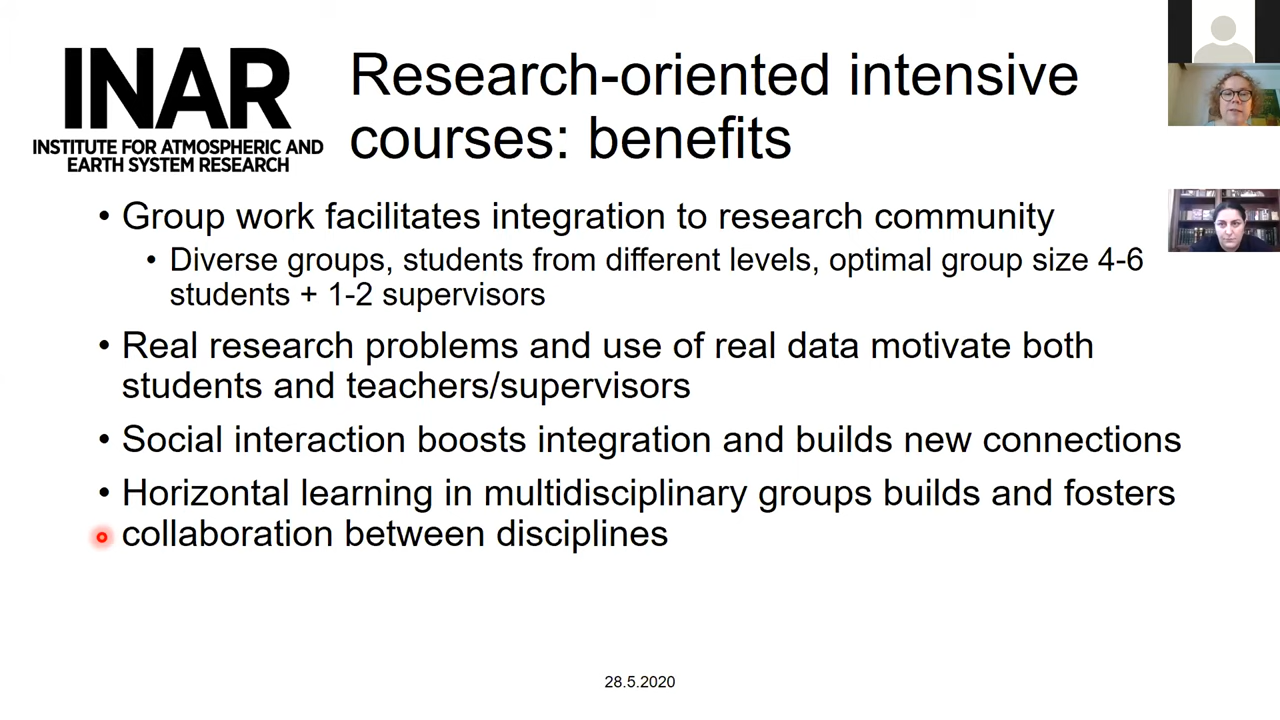 INAR
INSTITUTE FOR ATMOSPHERIC AND
EARTH SYSTEM RESEARCH
Research-oriented intensive
courses: benefits
• Group work facilitates integration to research community
• Diverse groups, students from different levels, optimal group size 4-6
students + 1-2 supervisors
• Real research problems and use of real data motivate both
students and teachers/supervisors
• Social interaction boosts integration and builds new connections
• Horizontal learning in multidisciplinary groups builds and fosters
collaboration between disciplines
28.5.2020